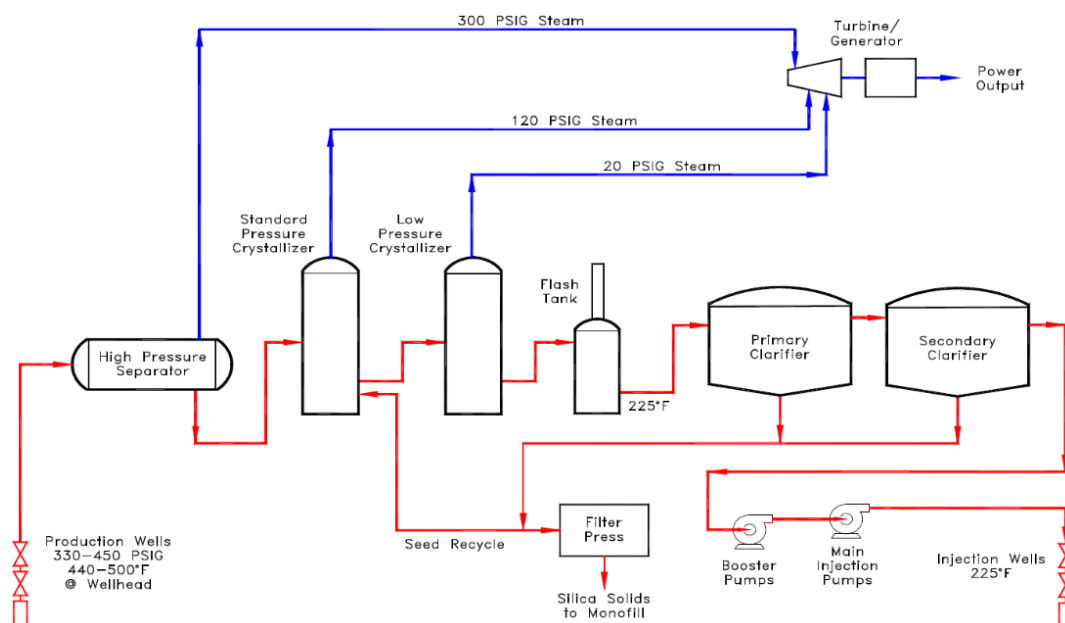 300 PSIG Steam
Turbine/
Generator
Power
Output
120 PSIG Steam
20 PSIG Steam
Standard
Pressure
Crystallizer
Low
Pressure
Crystallizer
Flash
Tank
High Pressure
Separator
Primary
Clarifier
Secondary
Clarifier
225°F
Production Wells
330-450 PSIG
440-500°F
@ Wellhead
Seed Recycle
Filter
Press
Silica Solids
to Monofill
Booster
Pumps
Main
Injection
Pumps
Injection Wells
225°F